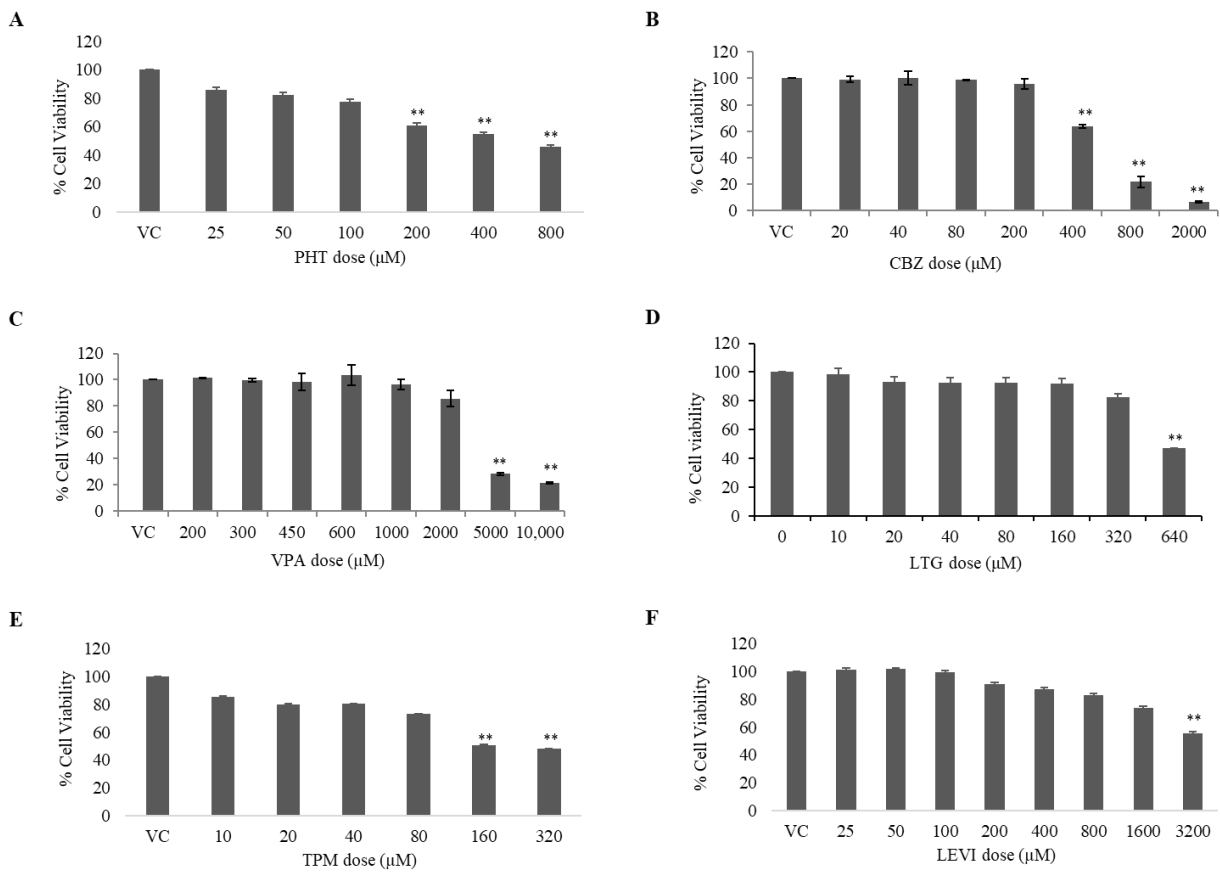 A
120
100
80
60
40
20
0
% Cell Viability
** ** **
VC 25 50 100 200 400 800
PHT dose (μM)
B
120
100
80
60
40
20
0
% Cell Viability
** ** **
VC 20 40 80 200 400 800 2000
CBZ dose (μM)
C
120
100
80
60
40
20
0
% Cell Viability
** **
VC 200 300 450 600 1000 2000 5000 10,000
VPA dose (μM)
D
120
100
80
60
40
20
0
% Cell viability
**
0 10 20 40 80 160 320 640
LTG dose (μM)
E
120
100
80
60
40
20
0
% Cell Viability
** **
VC 10 20 40 80 160 320
TPM dose (μM)
F
120
100
80
60
40
20
0
% Cell Viability
**
VC 25 50 100 200 400 800 1600 3200
LEVI dose (μM)